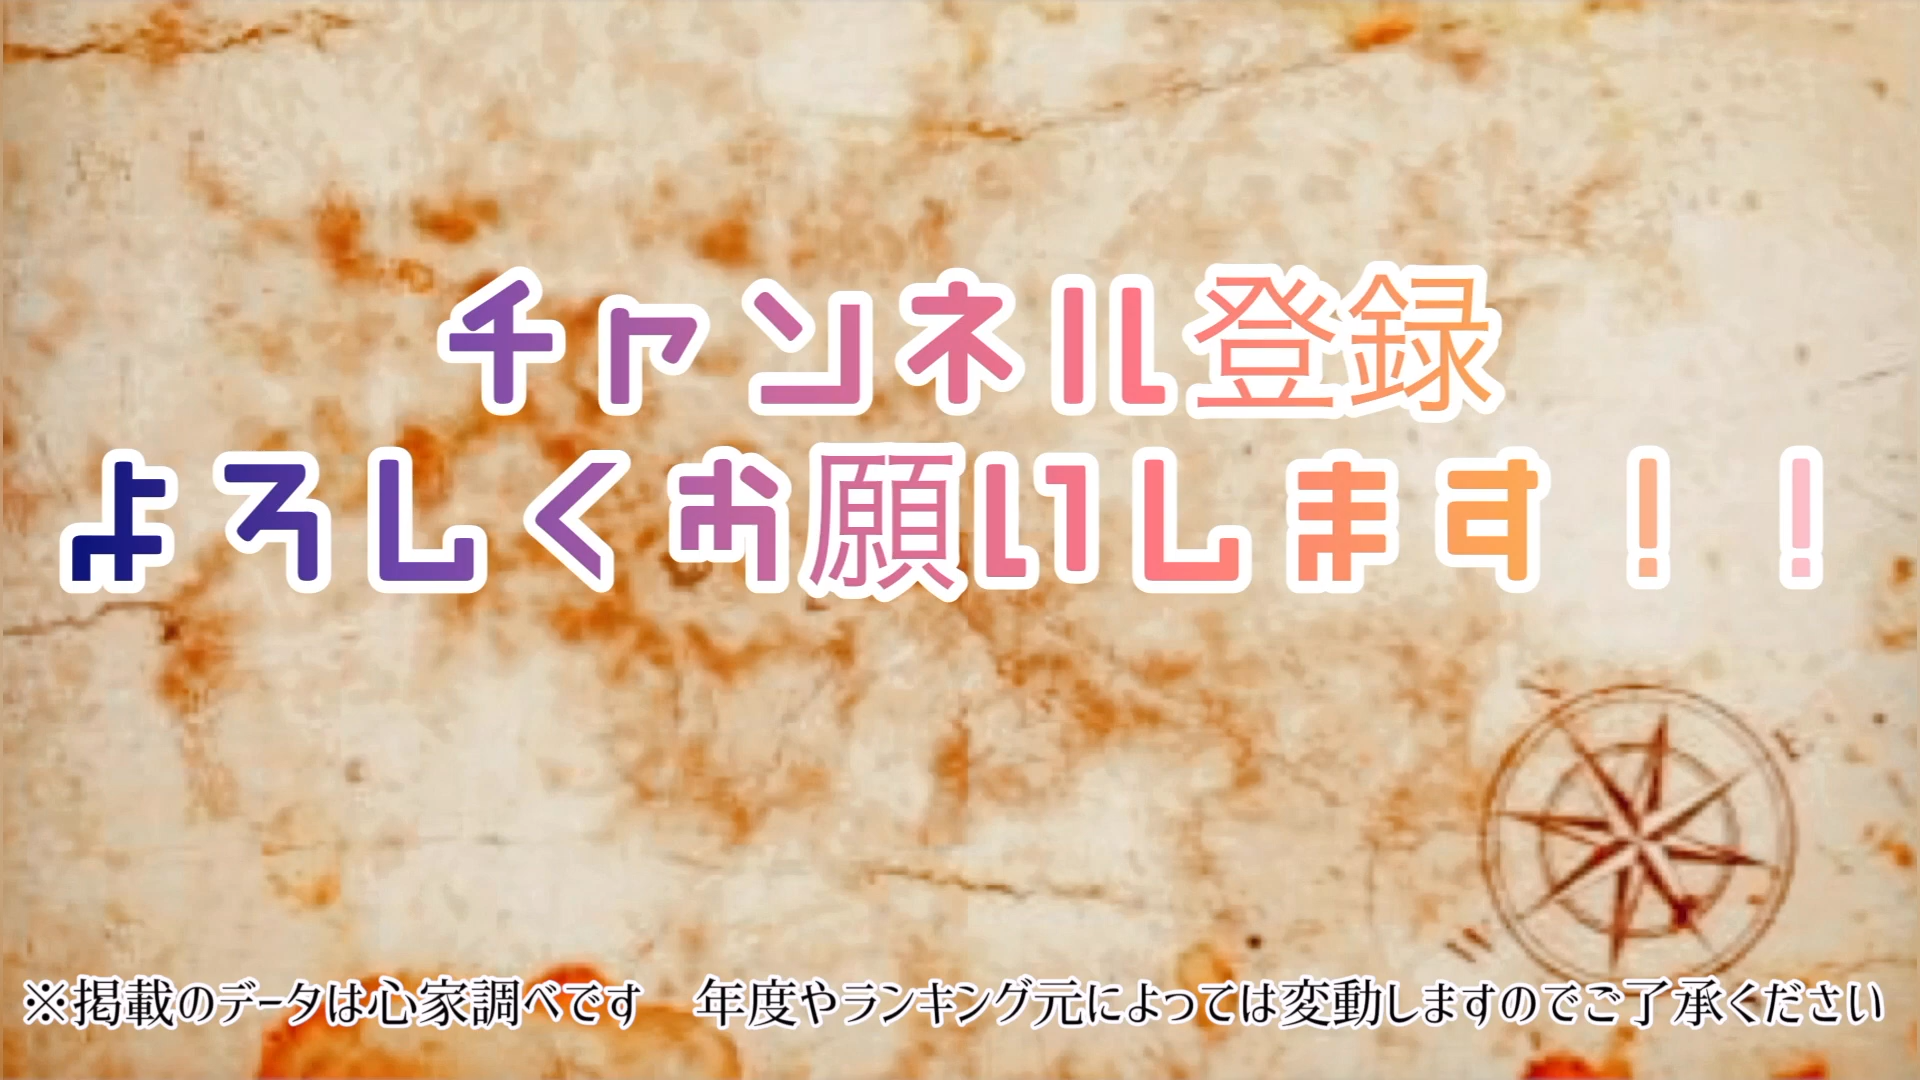 チャンネル登録
よろしくお願いします！！
E
W
※掲載のデータは心家調べです　年度やランキング元によっては変動しますのでご了承ください